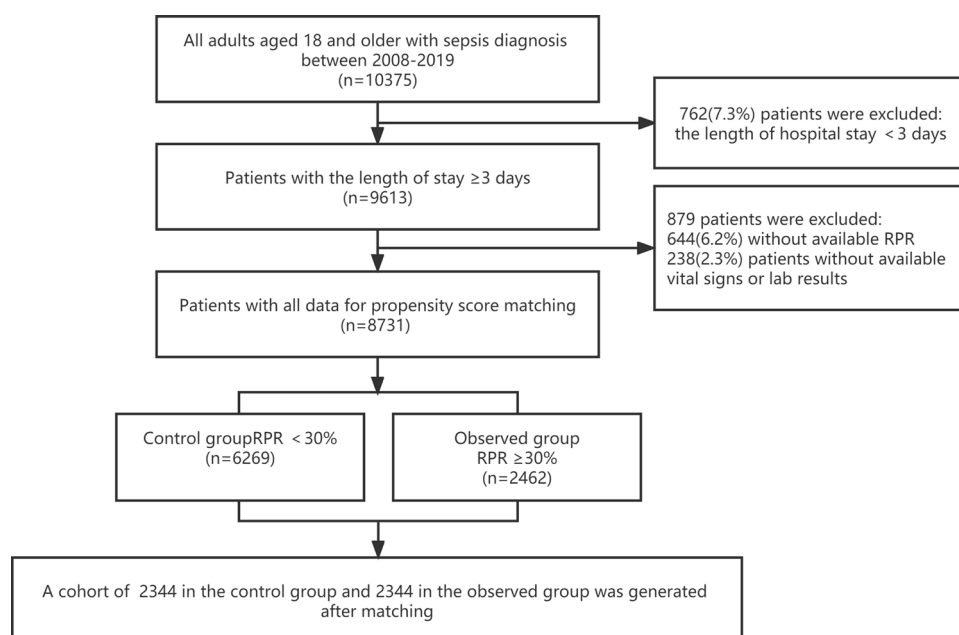 All adults aged 18 and older with sepsis diagnosis
between 2008-2019
(n=10375)
762(7.3%) patients were excluded:
the length of hospital stay <3 days
Patients with the length of stay ≥3 days
(n=9613)
879 patients were excluded:
644(6.2%) without available RPR
238(2.3%) patients without available
vital signs or lab results
Patients with all data for propensity score matching
(n=8731)
Control groupRPR <30%
(n=6269)
Observed group
RPR ≥30%
(n=2462)
A cohort of 2344 in the control group and 2344 in the observed group was generated
after matching